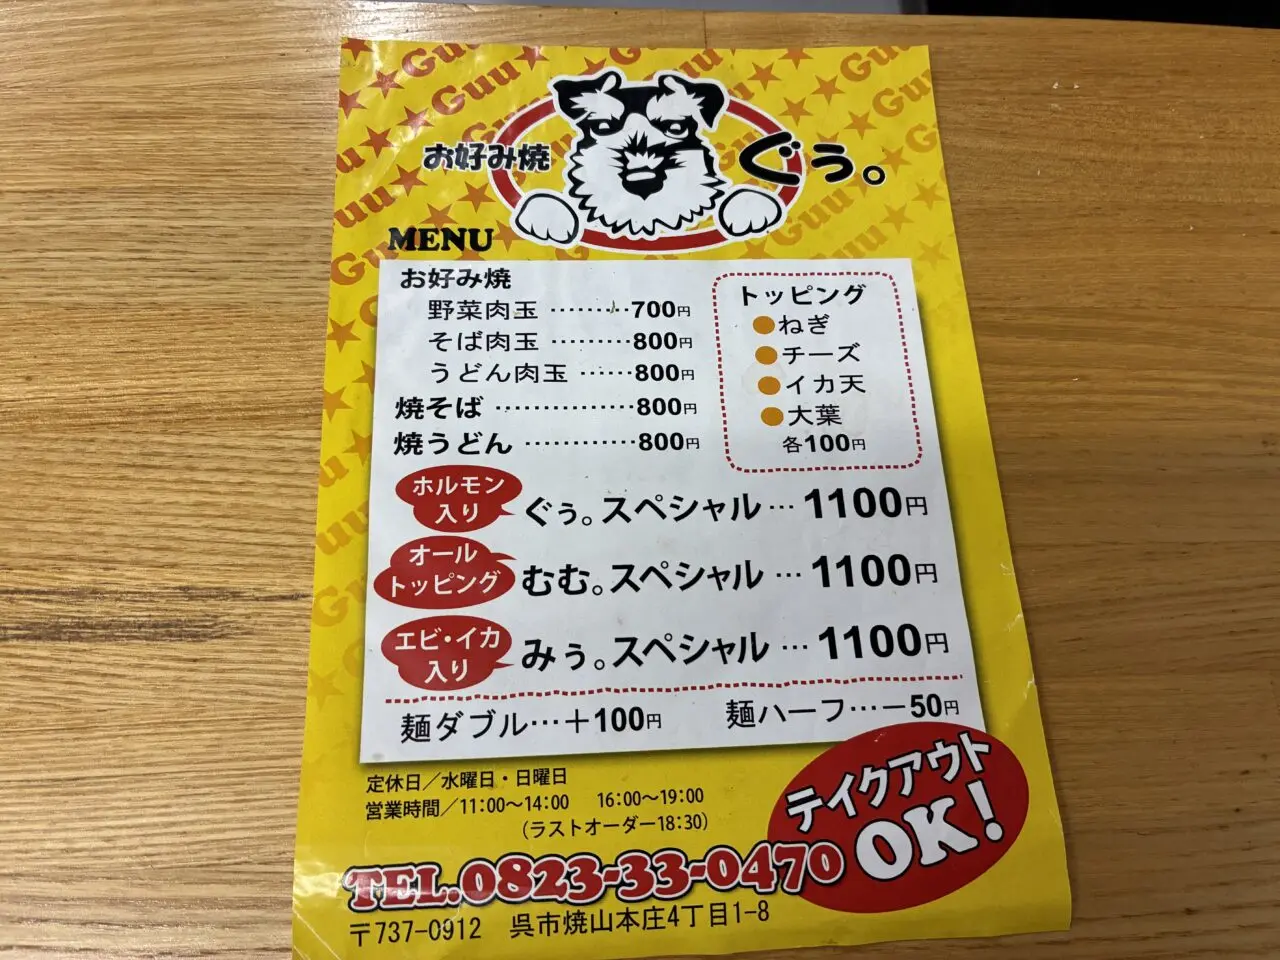 お好み焼 ぐぅ。
MENU
お好み焼
野菜肉玉 ………700円
そば肉玉 ………800円
うどん肉玉 ……800円
焼そば ……………800円
焼うどん …………800円
トッピング
●ねぎ
●チーズ
●イカ天
●大葉
各100円
ホルモン
入り
ぐぅ。スペシャル…1100円
オール
トッピング
むむ。スペシャル…1100円
エビ・イカ
入り
みぅ。スペシャル…1100円
麺ダブル…＋100円 麺ハーフ…－50円
定休日／水曜日・日曜日
営業時間／11:00～14:00 16:00～19:00
（ラストオーダー18:30）
テイクアウト
OK!
TEL.0823-33-0470
〒737-0912 呉市焼山本庄4丁目1-8
Guu★Guu★Guu